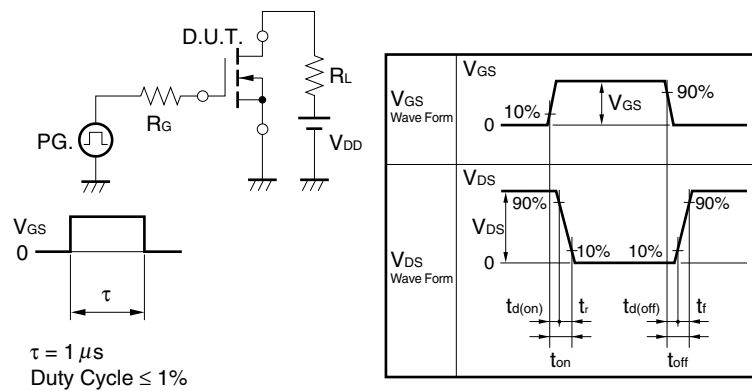 D.U.T.
RL
RG
PG.
VDD
VGS
0
τ
τ = 1 μs
Duty Cycle ≤ 1%
VGS
Wave Form
VGS
10%
VGS
90%
0
VDS
Wave Form
VDS
90%
90%
VDS
10%
10%
0
td(on)
tr
td(off)
tf
ton
toff